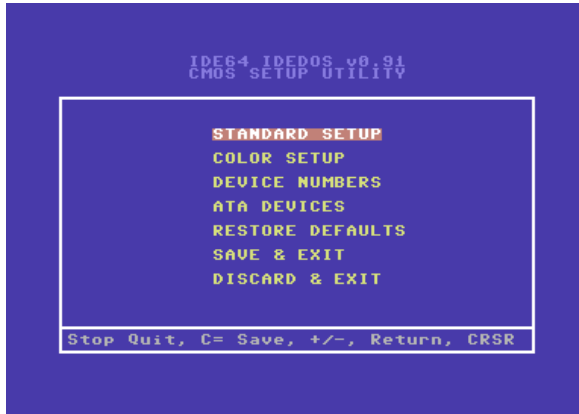 IDE64 IDEDOS v0.91
CMOS SETUP UTILITY
STANDARD SETUP
COLOR SETUP
DEVICE NUMBERS
ATA DEVICES
RESTORE DEFAULTS
SAVE & EXIT
DISCARD & EXIT
Stop Quit, C= Save, +/-, Return, CRSR